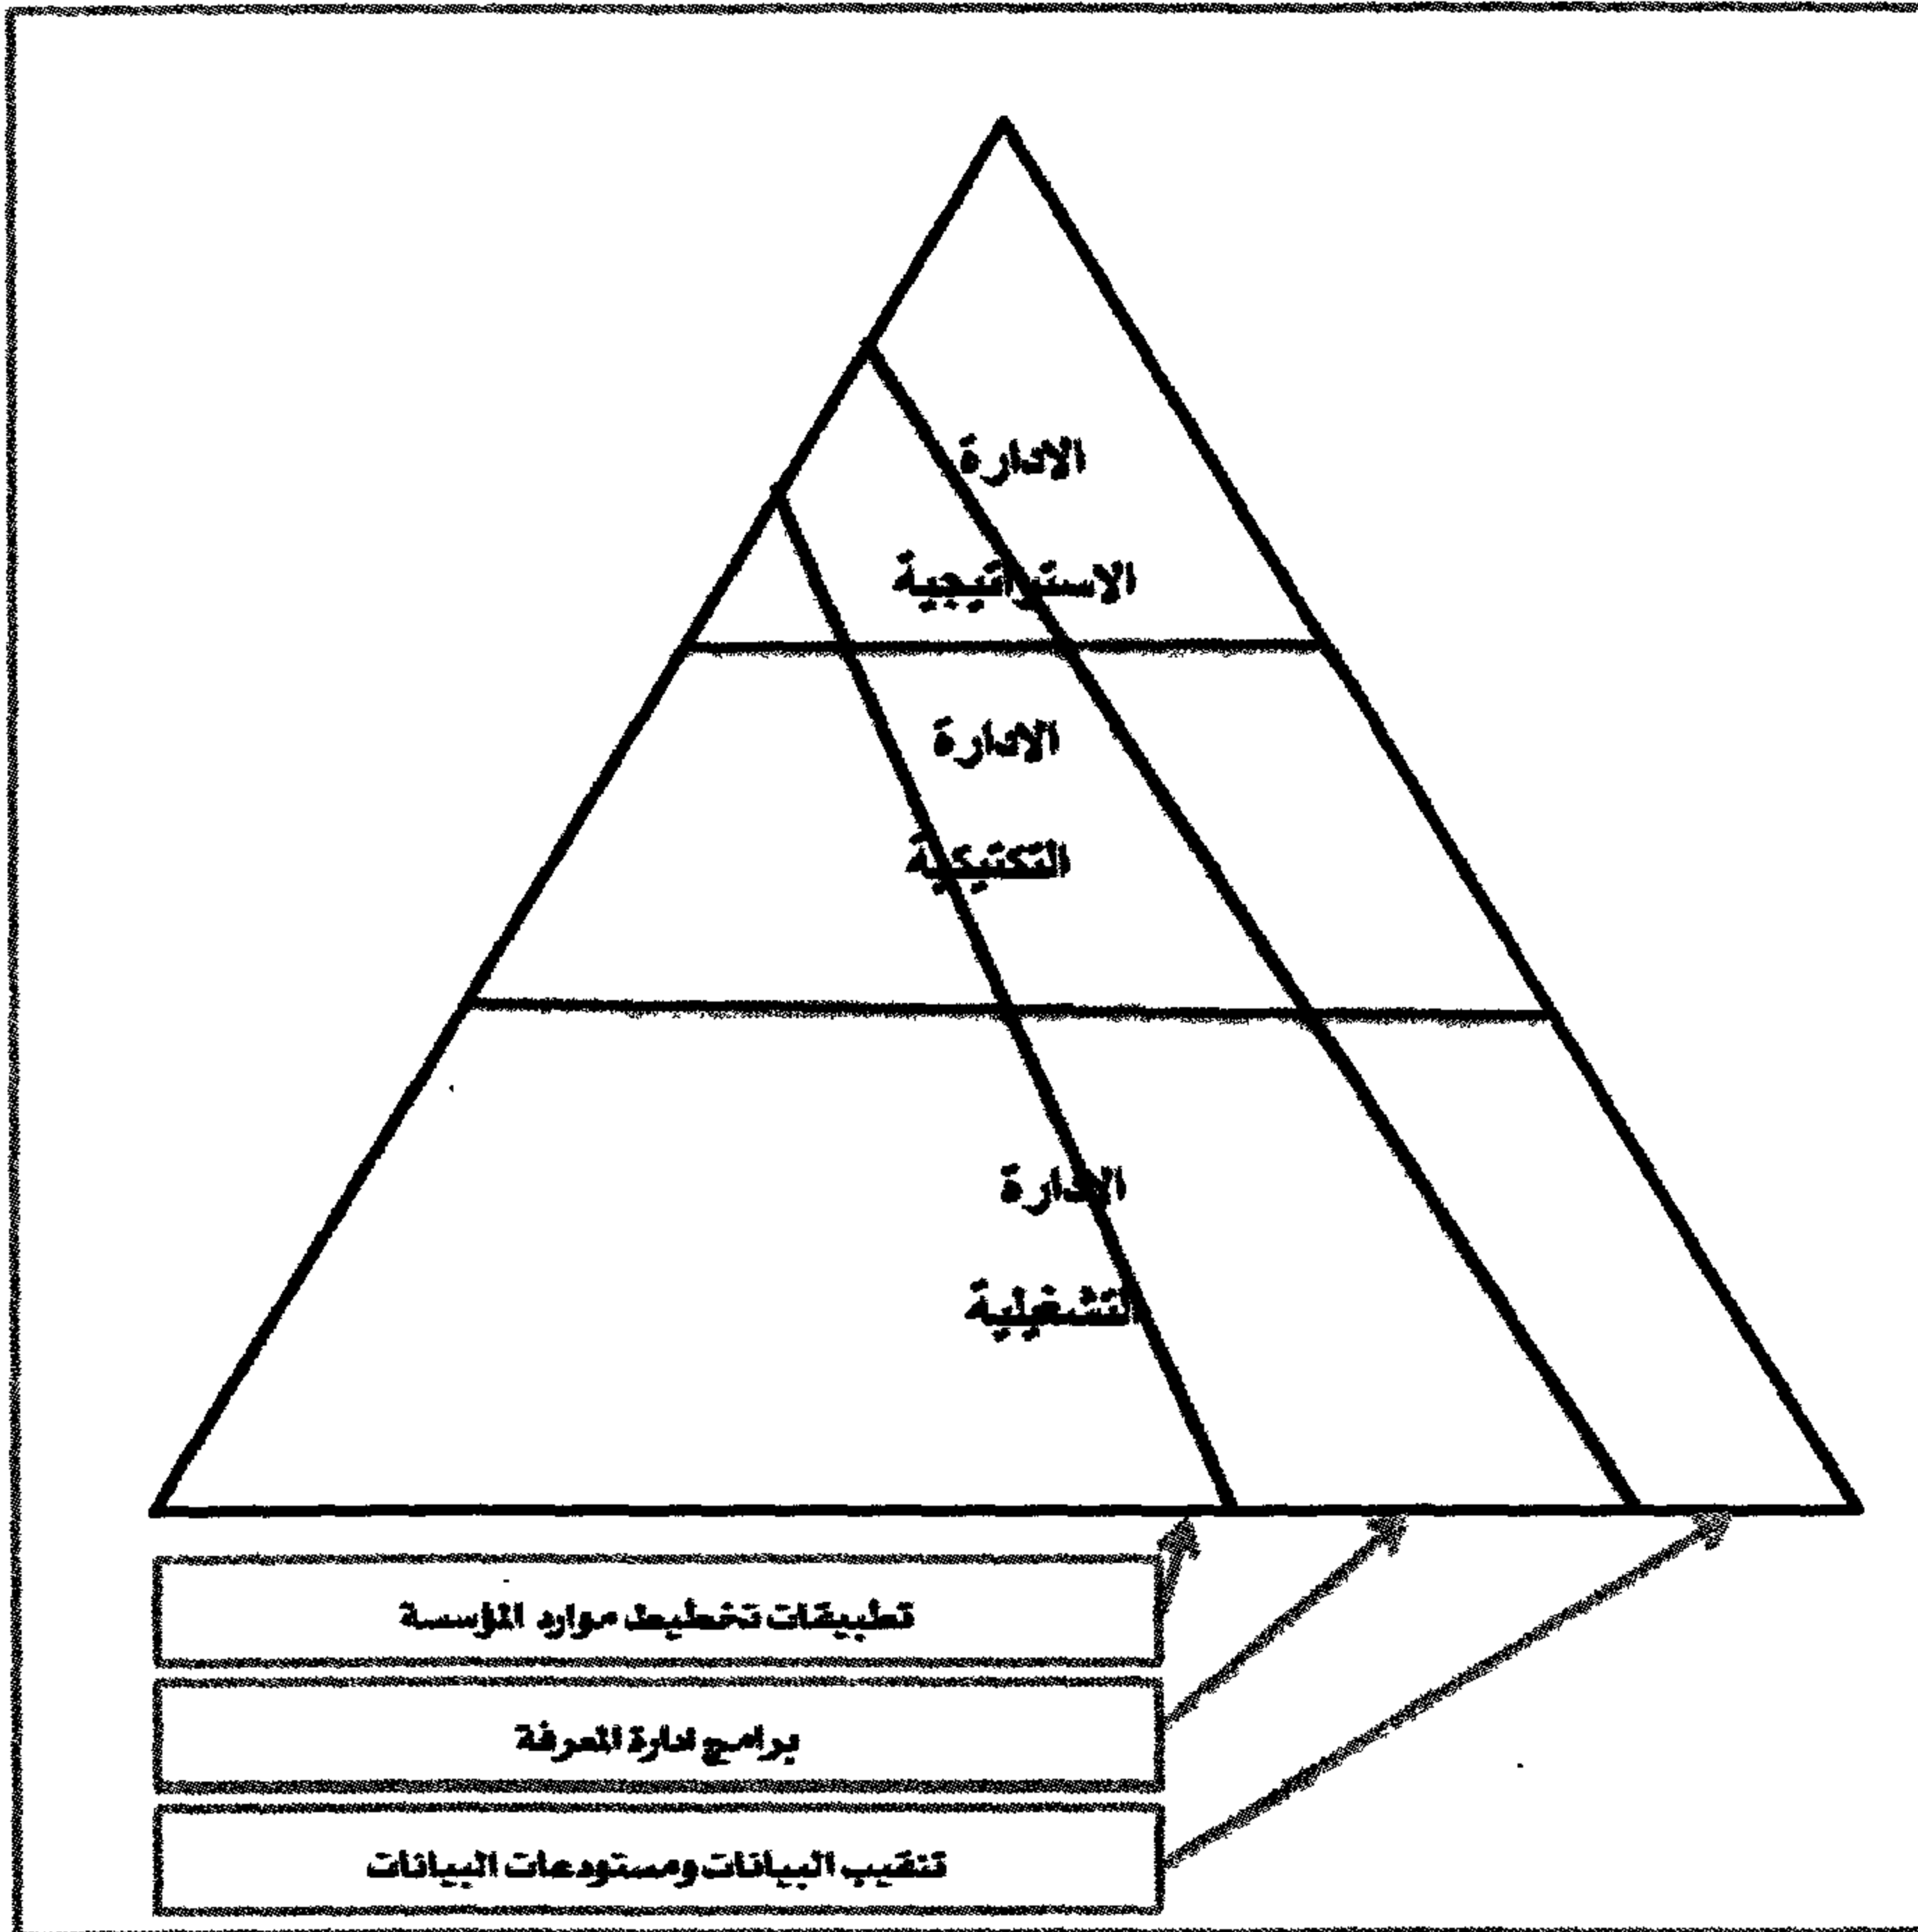 الادارة
الاستراتيجية
الادارة
التكتيكية
الادارة
التشغيلية
تطبيقات تخطيط موارد المؤسسة
برامج ادارة المعرفة
تنقيب البيانات ومستودعات البيانات